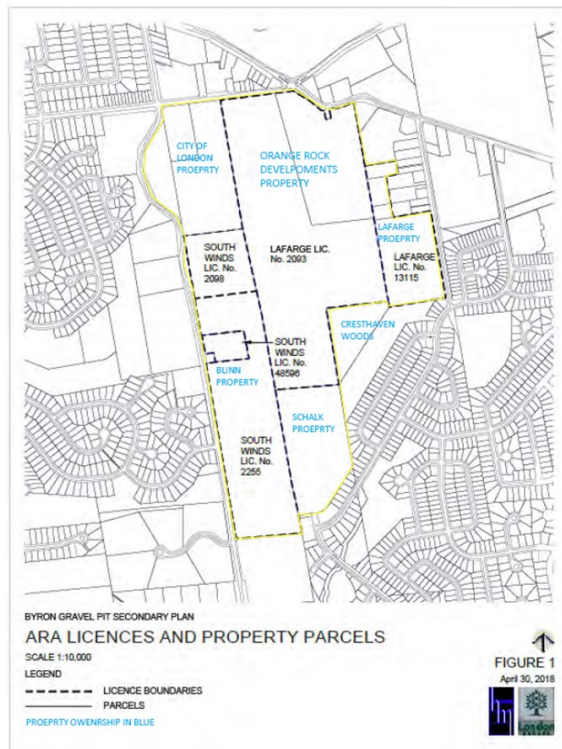 CITY OF
LONDON
PROEPRTY
ORANGE ROCK
DEVELPOMENTS
PROPERTY
LAFARGE
PROEPRTY
SOUTH
WINDS
LIC. No.
2098
LAFARGE LIC.
No. 2093
LAFARGE
LIC. No.
13115
CRESTHAVEN
WOODS
SOUTH
WINDS
LIC. No.
48596
BLINN
PROPERTY
SCHALK
PROEPRTY
SOUTH
WINDS
LIC. No.
2255
BYRON GRAVEL PIT SECONDARY PLAN
ARA LICENCES AND PROPERTY PARCELS
SCALE 1:10,000
LEGEND
LICENCE BOUNDARIES
PARCELS
PROEPRTY OWENRSHIP IN BLUE
FIGURE 1
April 30, 2018
London